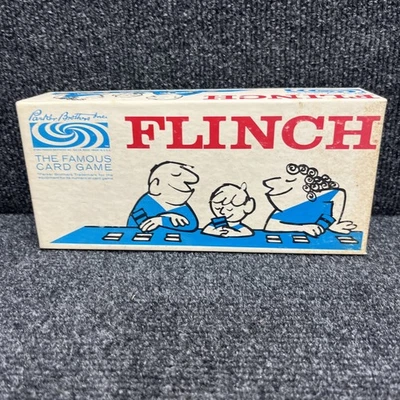 FLINCH
Parker Brothers Inc.
FLINCH
THE FAMOUS
CARD GAME